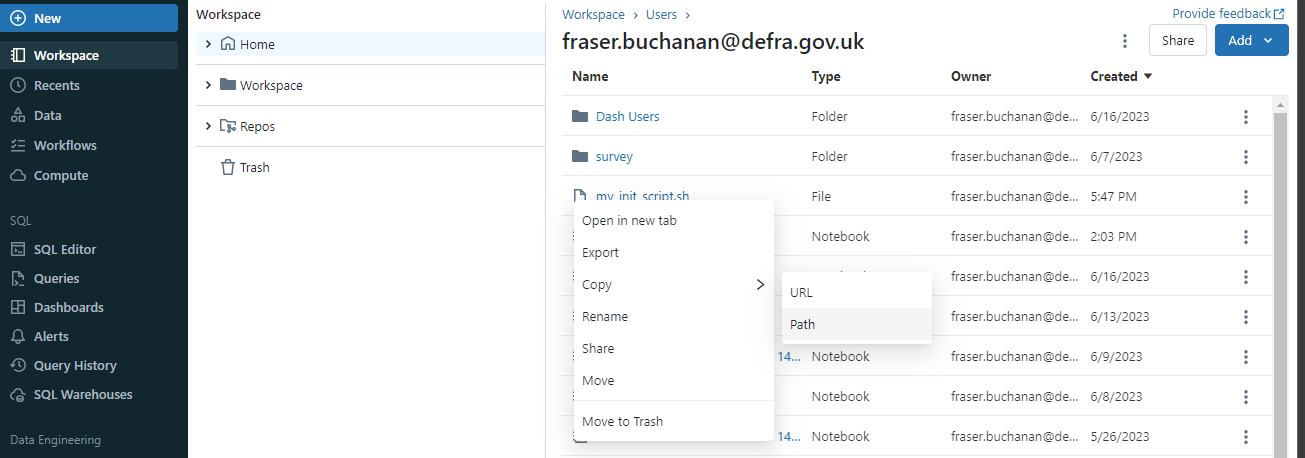 New
Workspace
Recents
Data
Workflows
Compute
SQL
SQL Editor
Queries
Dashboards
Alerts
Query History
SQL Warehouses
Data Engineering
Workspace
Home
Workspace
Repos
Trash
Workspace > Users >
Provide feedback
fraser.buchanan@defra.gov.uk
Share
Add
Name Type Owner Created
Dash Users Folder fraser.buchanan@de... 6/16/2023
survey Folder fraser.buchanan@de... 6/7/2023
my_init_script.sh File fraser.buchanan@de... 5:47 PM
Notebook fraser.buchanan@de... 2:03 PM
Notebook fraser.buchanan@de... 6/16/2023
fraser.buchanan@de... 6/13/2023
14... Notebook fraser.buchanan@de... 6/9/2023
Notebook fraser.buchanan@de... 6/8/2023
14... Notebook fraser.buchanan@de... 5/26/2023
Open in new tab
Export
Copy
Rename
Share
Move
Move to Trash
URL
Path